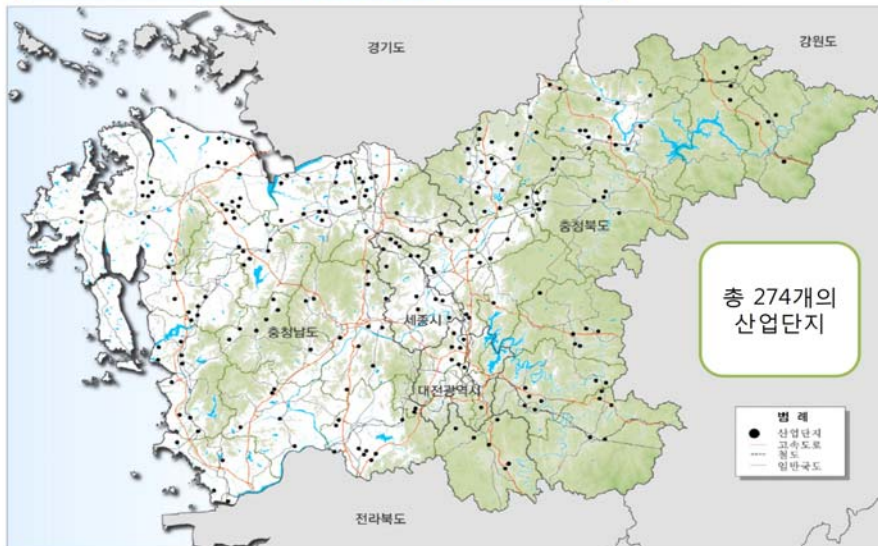 경기도
강원도
충청북도
총 274개의
산업단지
세종시
충청남도
대전광역시
범 례
산업단지
고속도로
철도
일반국도
전라북도